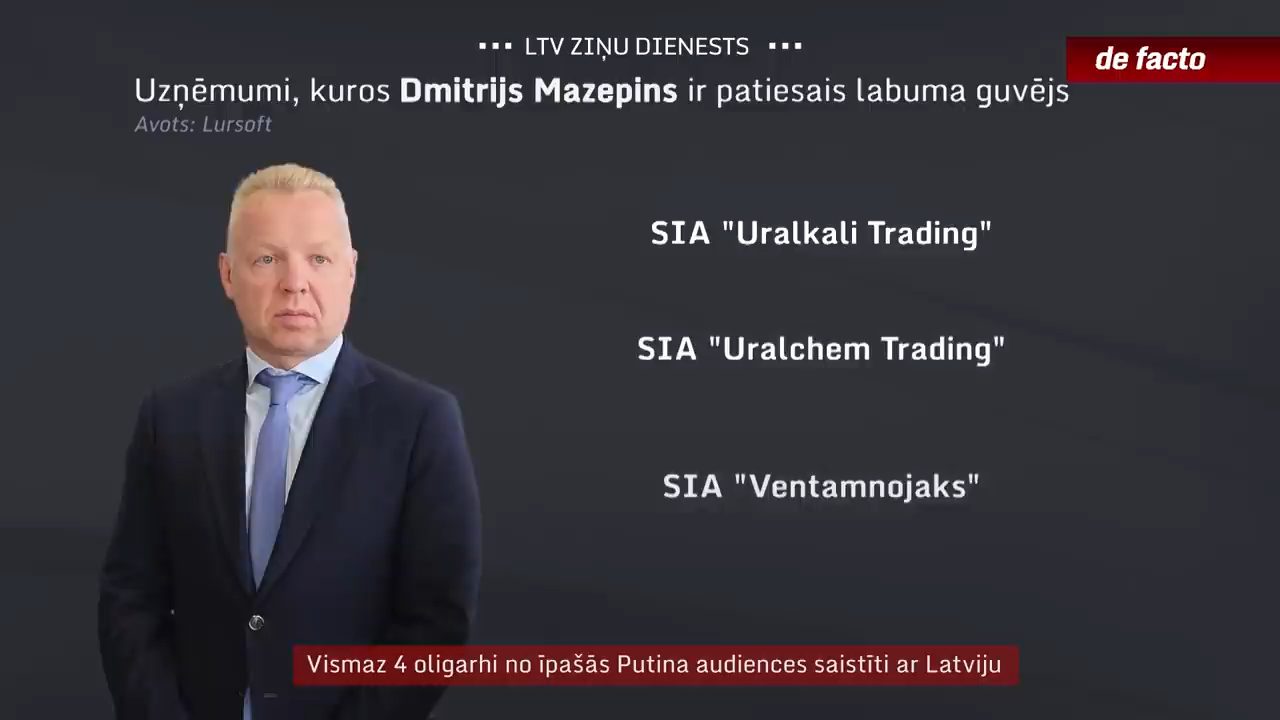 LTV ZIŅU DIENESTS
de facto
Uzņēmumi, kuros Dmitrijs Mazepins ir patiesais labuma guvējs
Avots: Lursoft
SIA "Uralkali Trading"
SIA "Uralchem Trading"
SIA "Ventamnojaks"
Vismaz 4 oligarhi no īpašās Putina audiences saistīti ar Latviju